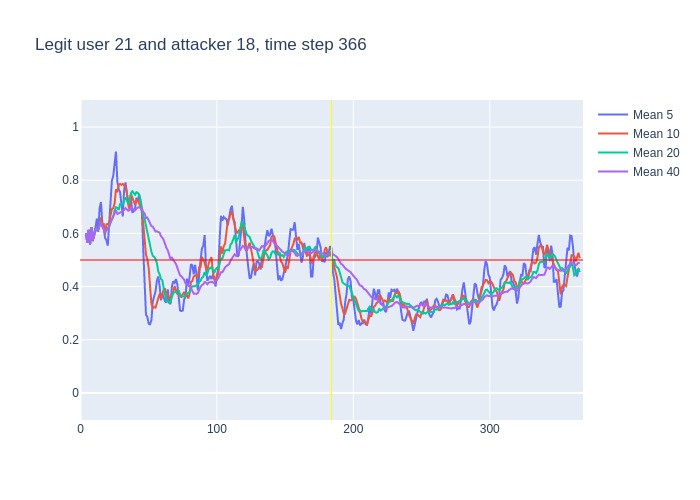 Legit user 21 and attacker 18, time step 366
Mean 5
Mean 10
Mean 20
Mean 40
1
0.8
0.6
0.4
0.2
0
0 100 200 300